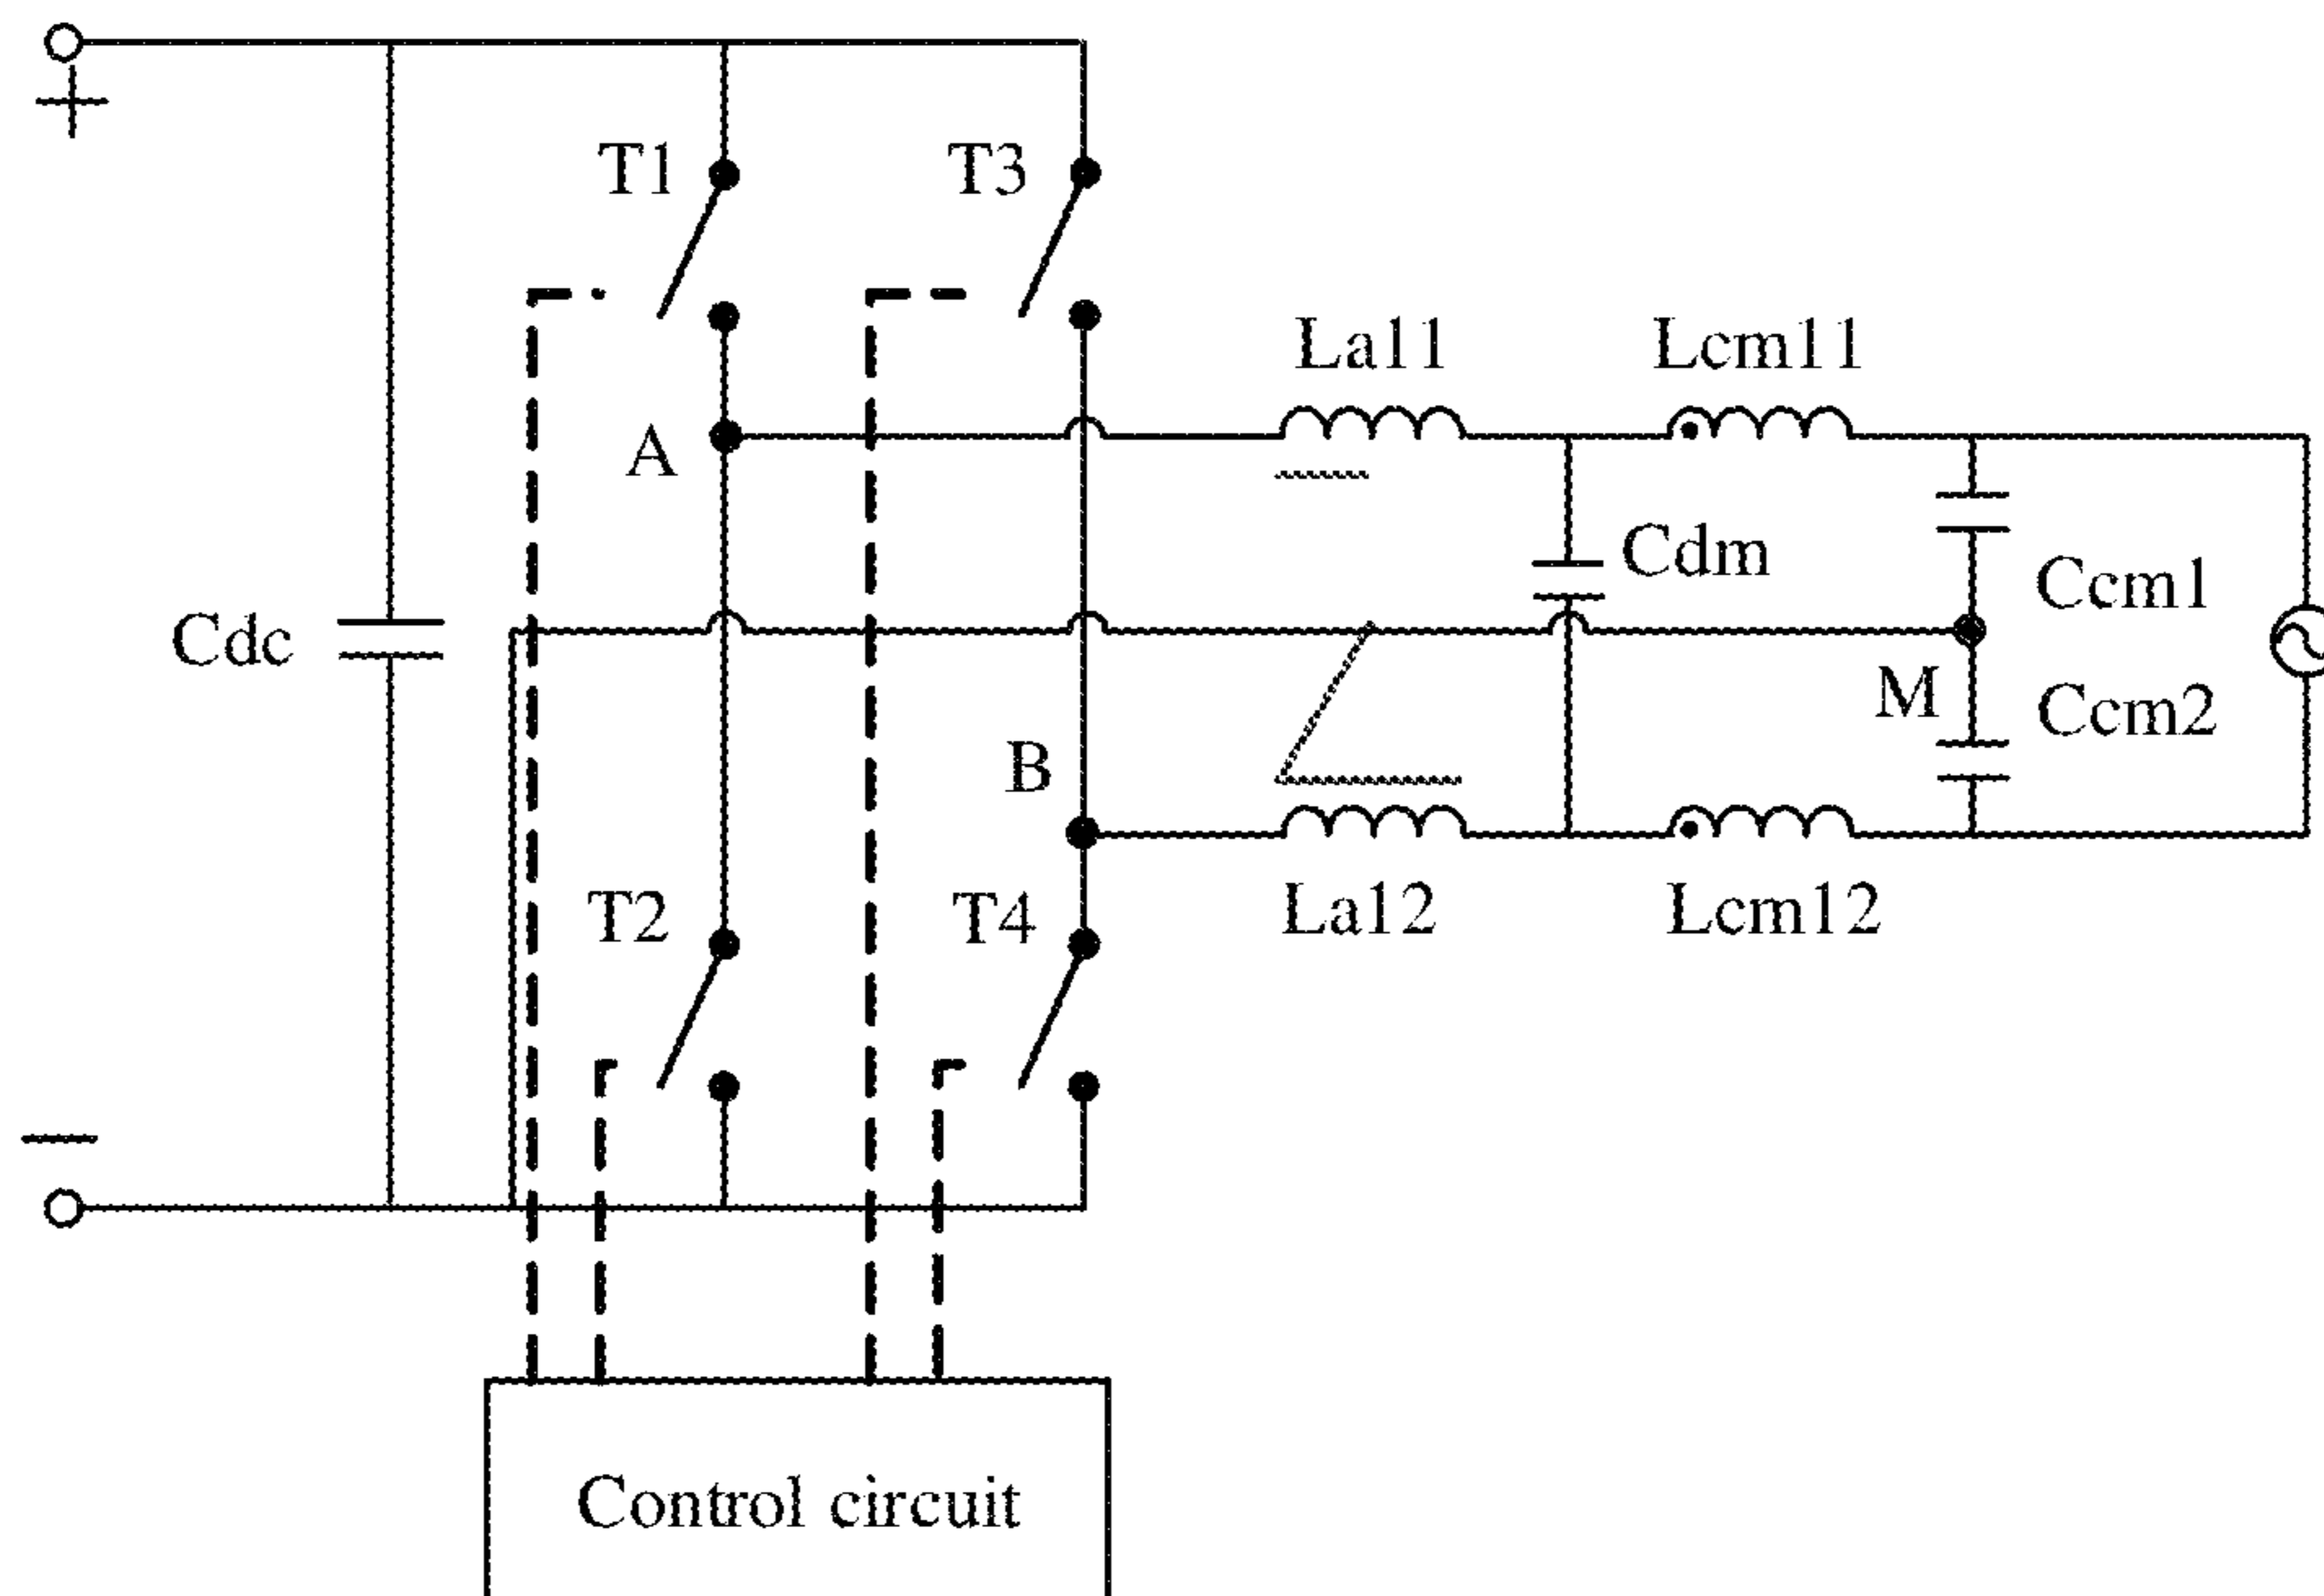 +
T1
T3
La11
Lcm11
A
Cdm
Ccm1
Cdc
M
Ccm2
B
T2
T4
La12
Lcm12
−
Control circuit